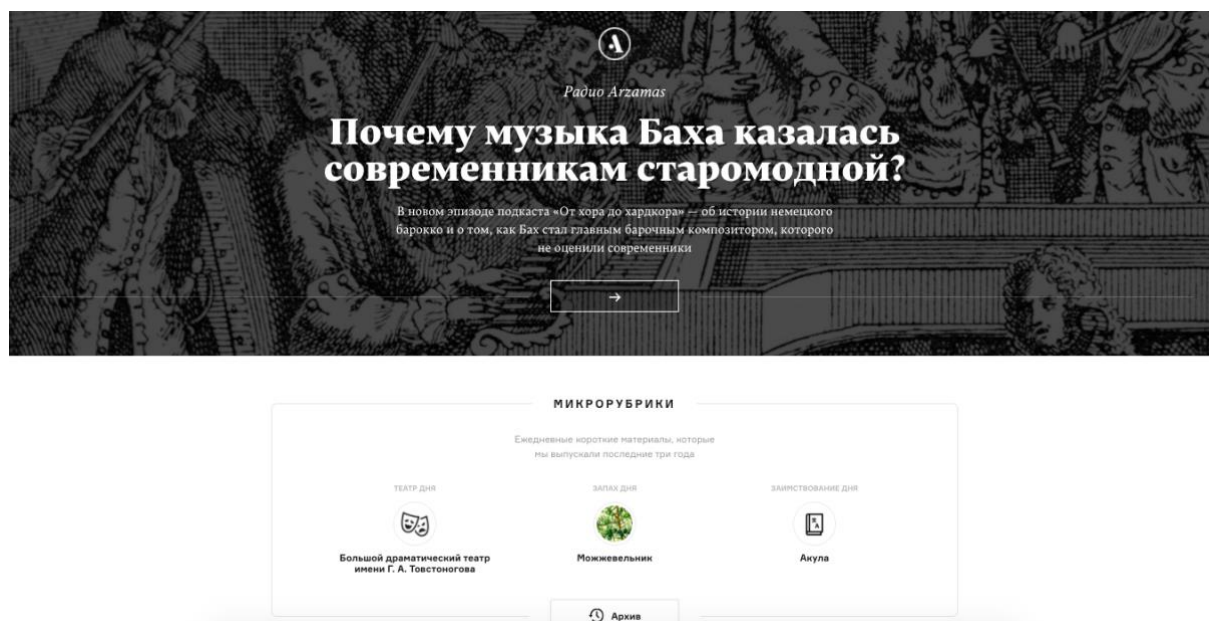 Радио Arzamas
Почему музыка Баха казалась
современникам старомодной?
В новом эпизоде подкаста «От хора до хардкора» — об истории немецкого
барокко и о том, как Бах стал главным барочным композитором, которого
не оценили современники
МИКРОРУБРИКИ
Ежедневные короткие материалы, которые
мы выпускали последние три года
ТЕАТР ДНЯ
Большой драматический театр
имени Г. А. Товстоногова
ЗАПАХ ДНЯ
Можжевельник
ЗАИМСТВОВАНИЕ ДНЯ
Акула
Архив